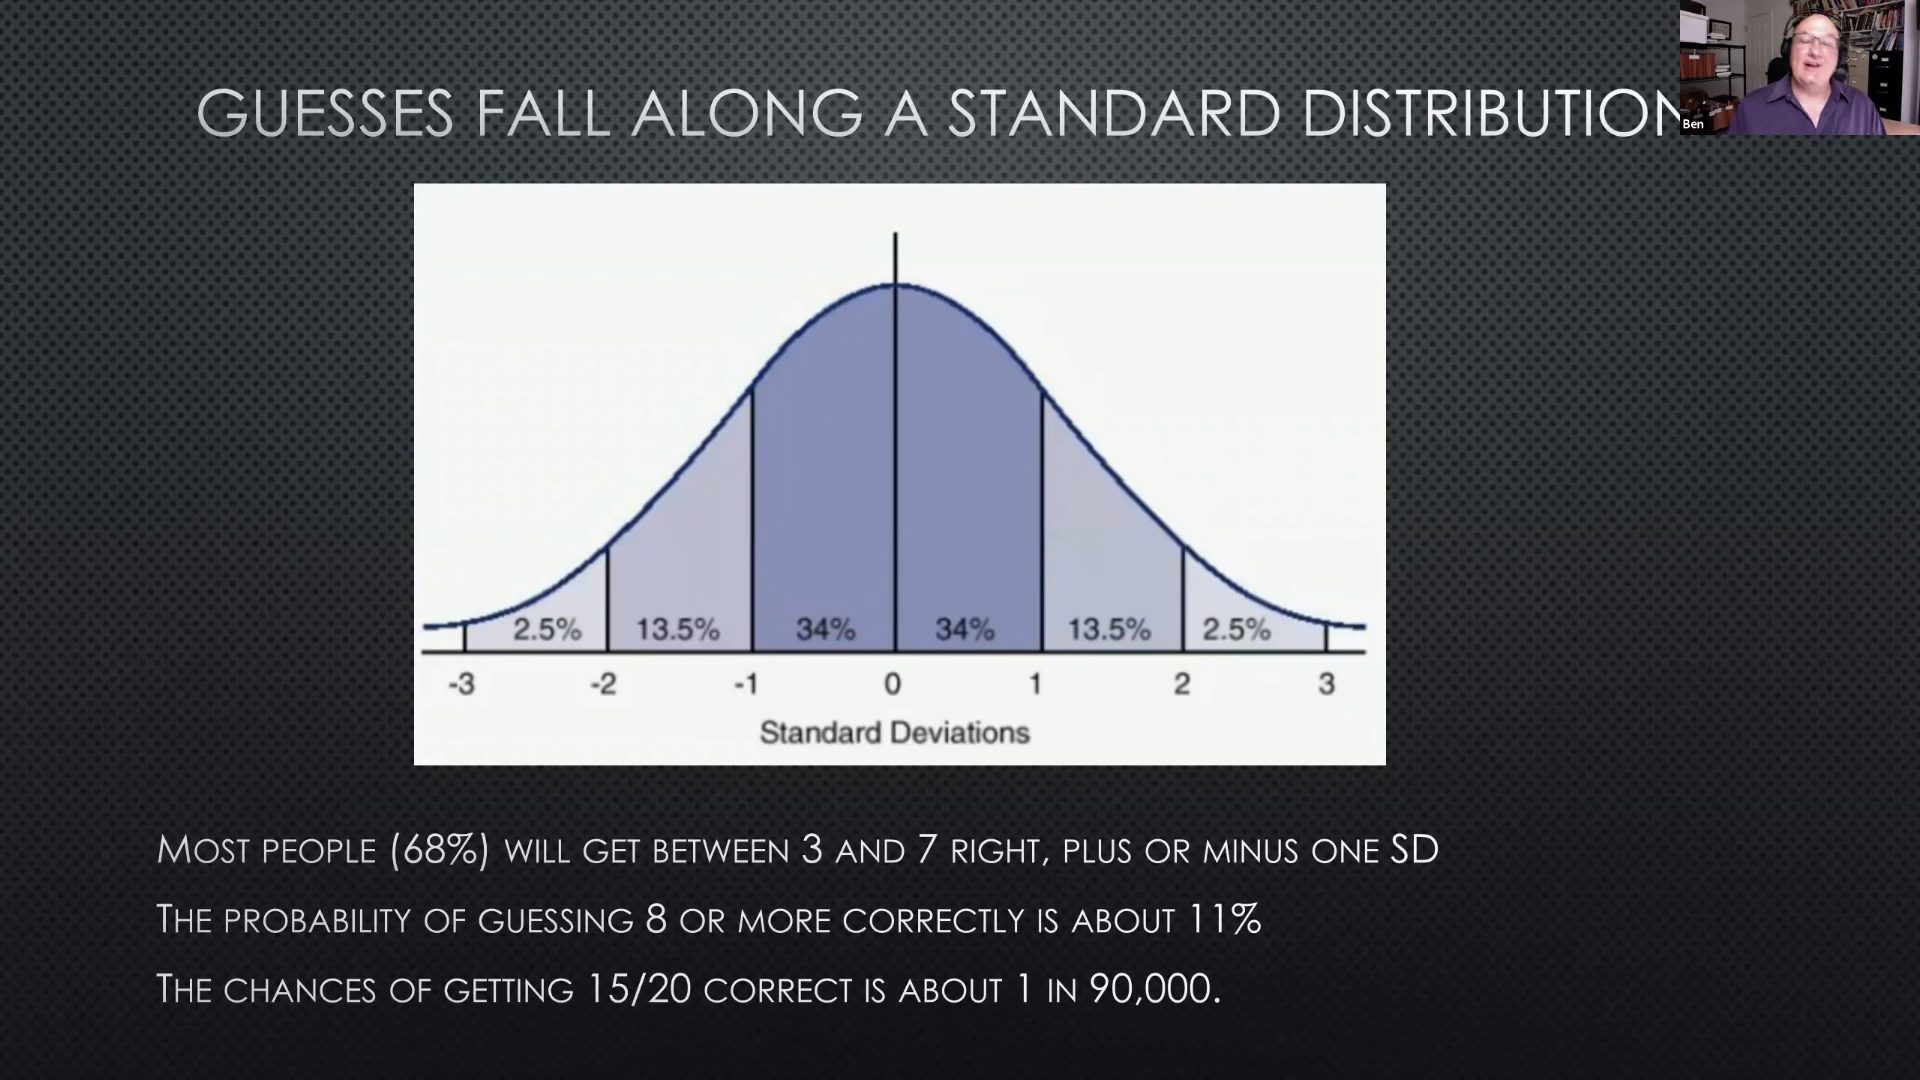 GUESSES FALL ALONG A STANDARD DISTRIBUTION
Ben
2.5% 13.5% 34% 34% 13.5% 2.5%
-3 -2 -1 0 1 2 3
Standard Deviations
MOST PEOPLE (68%) WILL GET BETWEEN 3 AND 7 RIGHT, PLUS OR MINUS ONE SD
THE PROBABILITY OF GUESSING 8 OR MORE CORRECTLY IS ABOUT 11%
THE CHANCES OF GETTING 15/20 CORRECT IS ABOUT 1 IN 90,000.